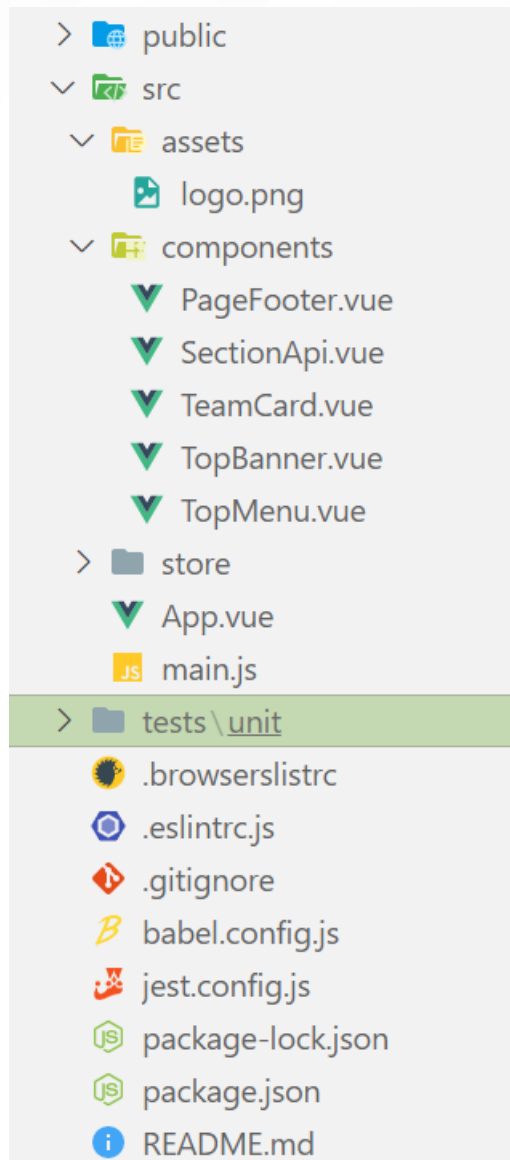 public
src
assets
logo.png
components
PageFooter.vue
SectionApi.vue
TeamCard.vue
TopBanner.vue
TopMenu.vue
store
App.vue
JS main.js
tests\unit
.browserslistrc
.eslintrc.js
.gitignore
babel.config.js
jest.config.js
package-lock.json
package.json
README.md